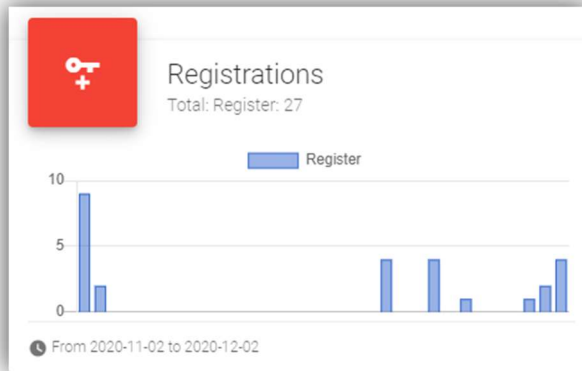 Registrations
Total: Register: 27
Register
10
5
0
From 2020-11-02 to 2020-12-02